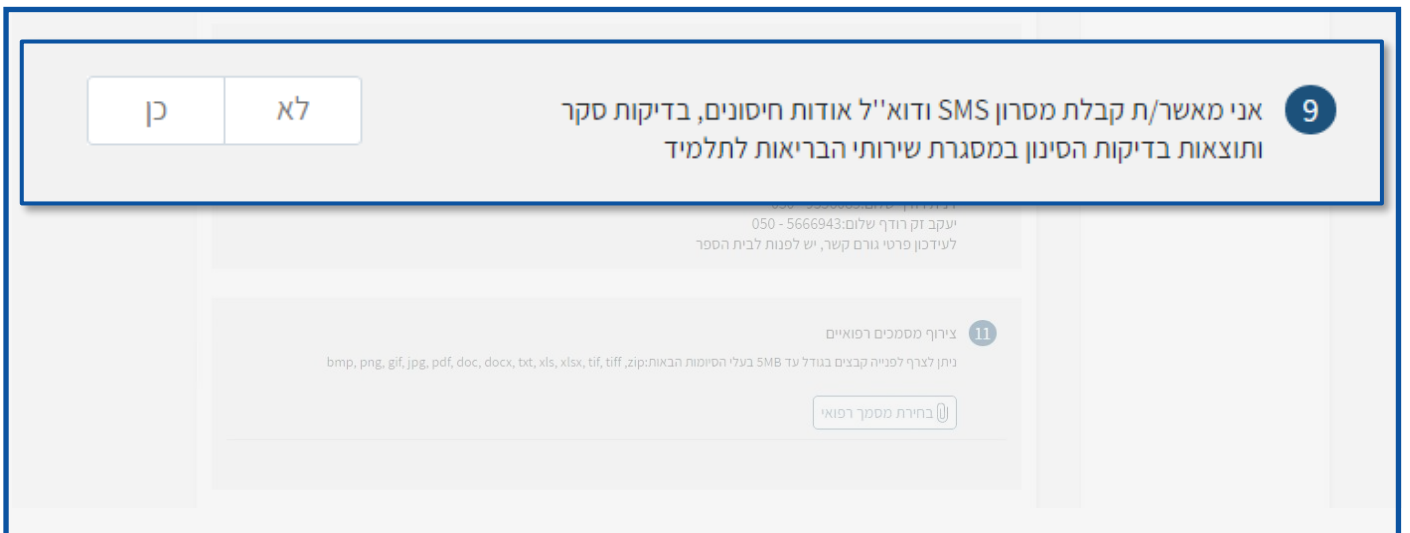 9 אני מאשר/ת קבלת מסרון SMS ודוא''ל אודות חיסונים, בדיקות סקר
ותוצאות בדיקות הסינון במסגרת שירותי הבריאות לתלמיד
לא
כן
יעקב זק רודף שלום:5666943 - 050
לעידכון פרטי גורם קשר, יש לפנות לבית הספר
11 צירוף מסמכים רפואיים
ניתן לצרף לפנייה קבצים בגודל עד 5MB בעלי הסיומות הבאות:bmp, png, gif, jpg, pdf, doc, docx, txt, xls, xlsx, tif, tiff ,zip
בחירת מסמך רפואי